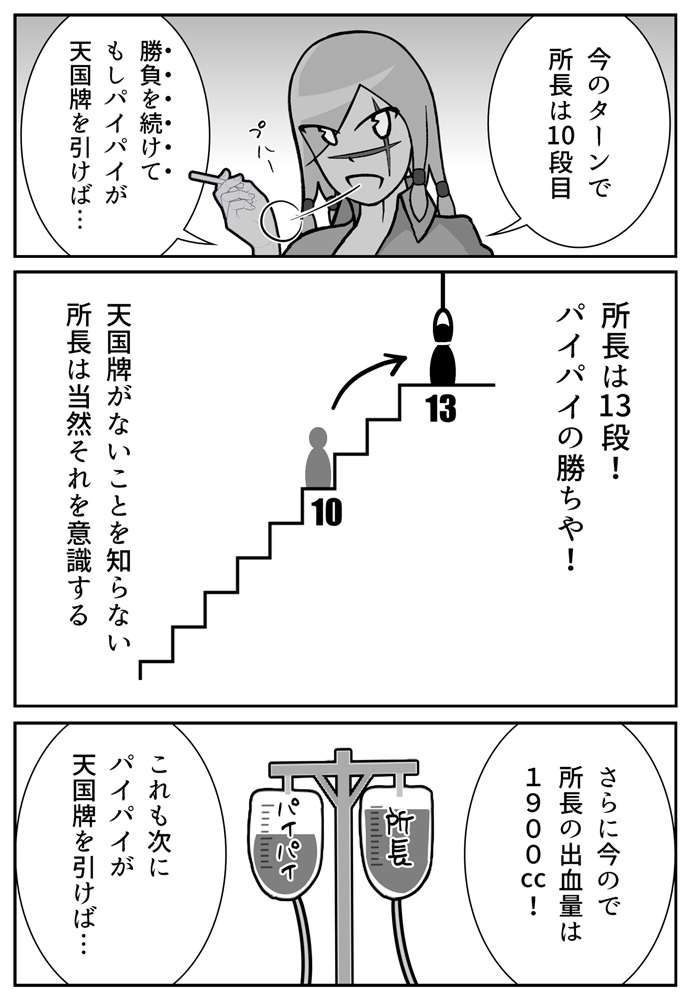 今のターンで
所長は10段目
プハー
勝負を続けて
もしパイパイが
天国牌を引けば…
所長は13段！
パイパイの勝ちや！
13
10
天国牌がないことを知らない
所長は当然それを意識する
さらに今ので
所長の出血量は
１９００cc！
所長
パイパイ
これも次に
パイパイが
天国牌を引けば…